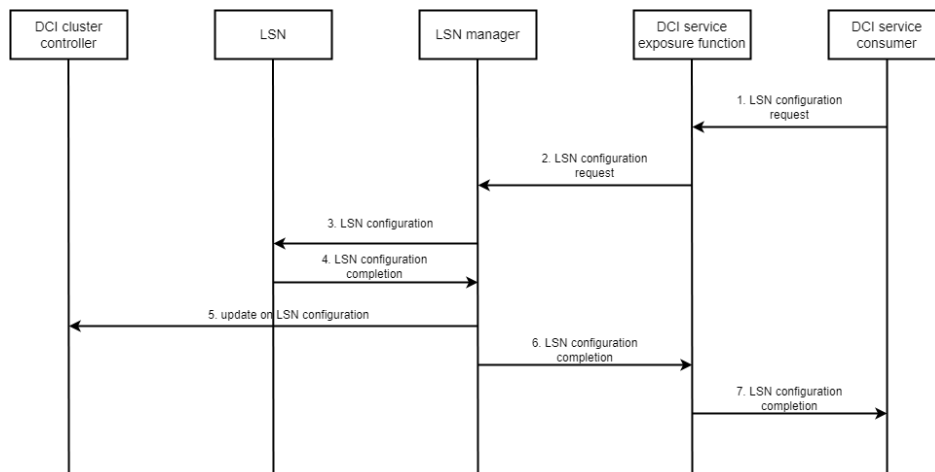 DCI cluster
controller
LSN
LSN manager
DCI service
exposure function
DCI service
consumer
1. LSN configuration
request
2. LSN configuration
request
3. LSN configuration
4. LSN configuration
completion
5. update on LSN configuration
6. LSN configuration
completion
7. LSN configuration
completion